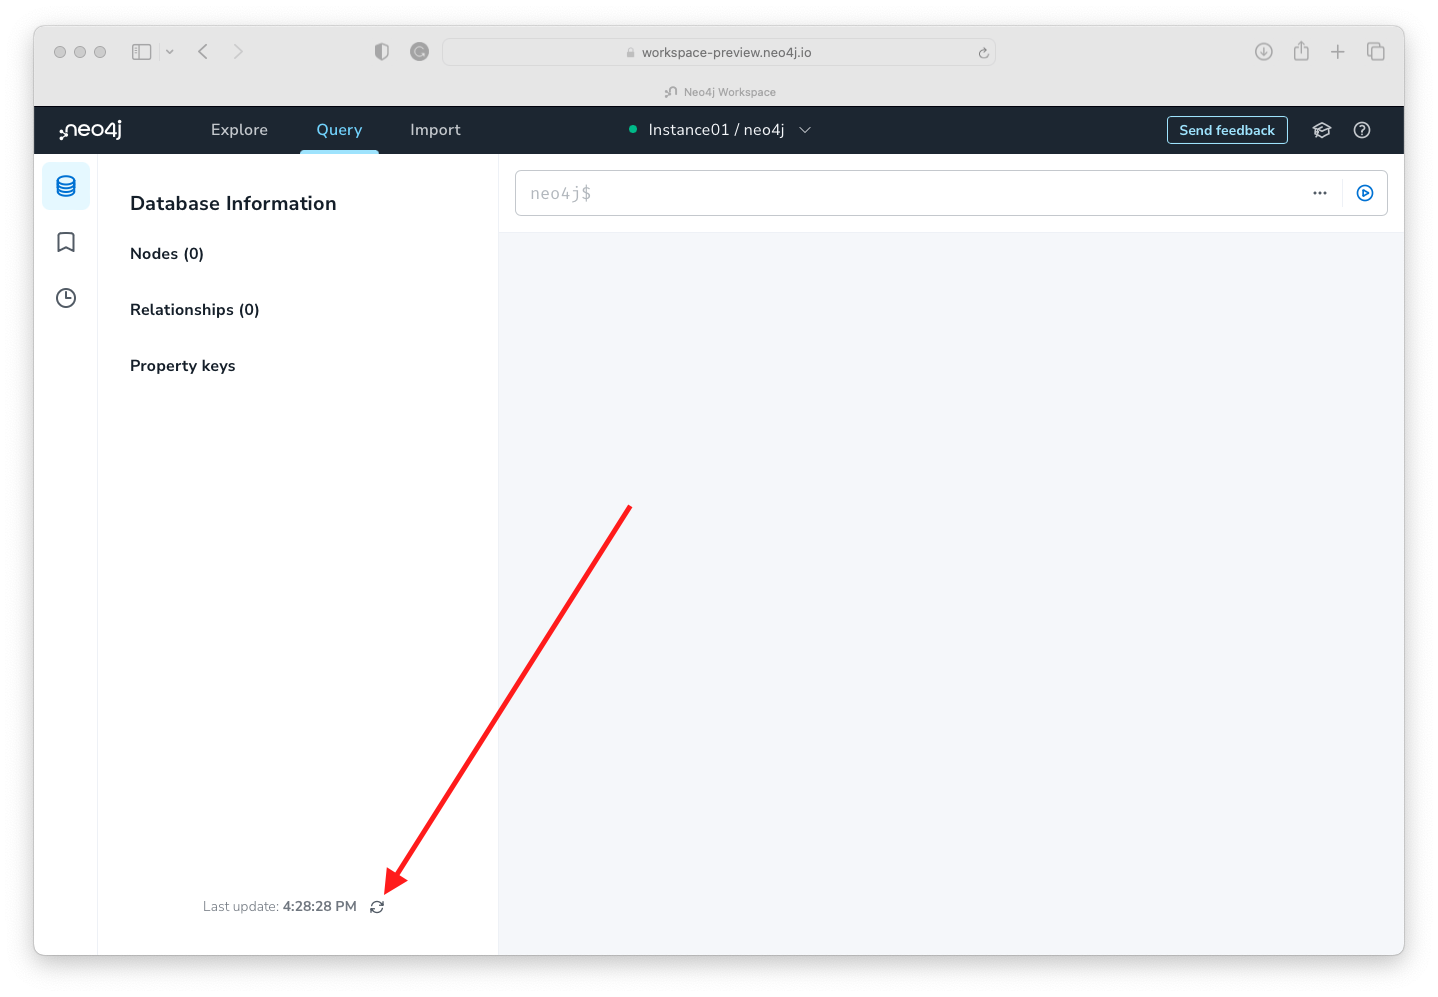 workspace-preview.neo4j.io
Neo4j Workspace
neo4j
Explore
Query
Import
Instance01 / neo4j
Send feedback
Database Information
neo4j$
Nodes (0)
Relationships (0)
Property keys
Last update: 4:28:28 PM